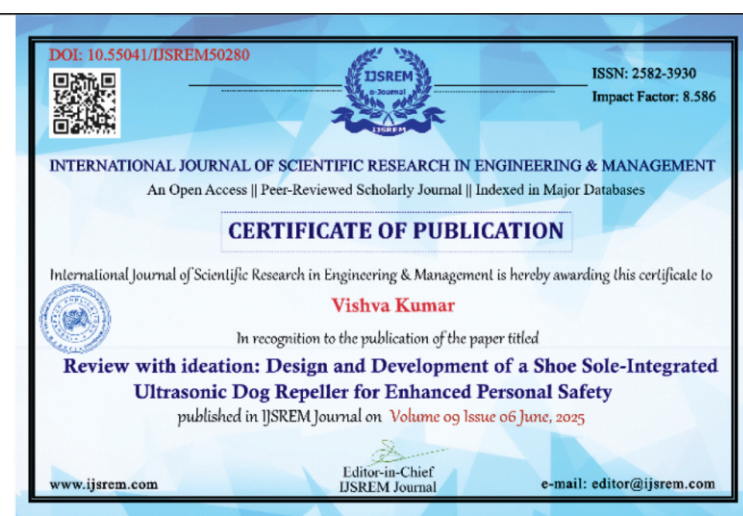 DOI: 10.55041/IJSREM50280
IJSREM
e-Journal
IJSREM
ISSN: 2582-3930
Impact Factor: 8.586
INTERNATIONAL JOURNAL OF SCIENTIFIC RESEARCH IN ENGINEERING & MANAGEMENT
An Open Access || Peer-Reviewed Scholarly Journal || Indexed in Major Databases
CERTIFICATE OF PUBLICATION
International Journal of Scientific Research in Engineering & Management is hereby awarding this certificate to
Vishva Kumar
In recognition to the publication of the paper titled
Review with ideation: Design and Development of a Shoe Sole-Integrated
Ultrasonic Dog Repeller for Enhanced Personal Safety
published in IJSREM Journal on Volume 09 Issue 06 June, 2025
Editor-in-Chief
IJSREM Journal
www.ijsrem.com
e-mail: editor@ijsrem.com